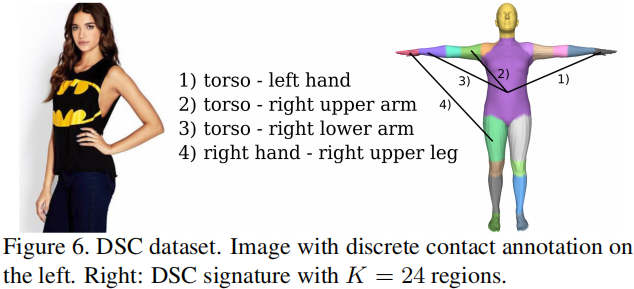 1) torso - left hand
2) torso - right upper arm
3) torso - right lower arm
4) right hand - right upper leg
2)
1)
3)
4)
Figure 6. DSC dataset. Image with discrete contact annotation on
the left. Right: DSC signature with K = 24 regions.